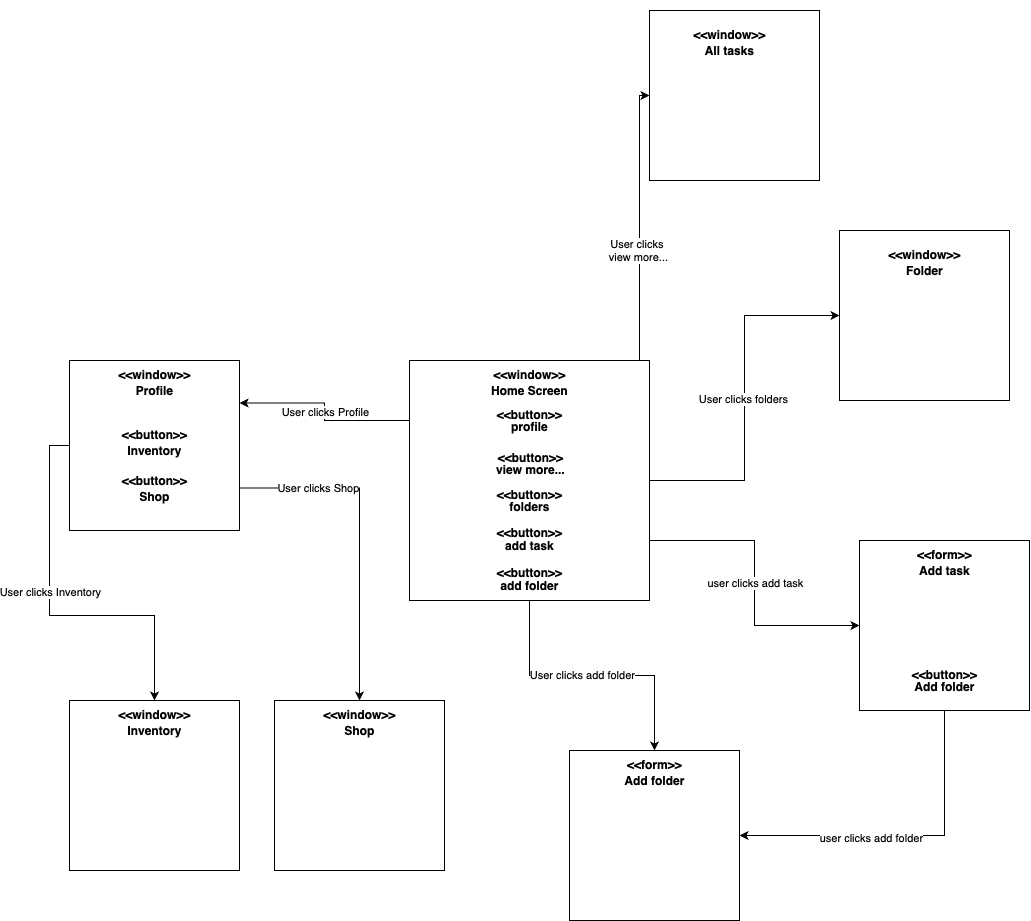 <<window>>
All tasks
User clicks
view more...
<<window>>
Folder
User clicks folders
<<window>>
Profile
<<button>>
Inventory
<<button>>
Shop
User clicks Profile
<<window>>
Home Screen
<<button>>
profile
<<button>>
view more...
<<button>>
folders
<<button>>
add task
<<button>>
add folder
User clicks Shop
User clicks Inventory
user clicks add task
<<form>>
Add task
<<button>>
Add folder
User clicks add folder
<<window>>
Inventory
<<window>>
Shop
<<form>>
Add folder
user clicks add folder